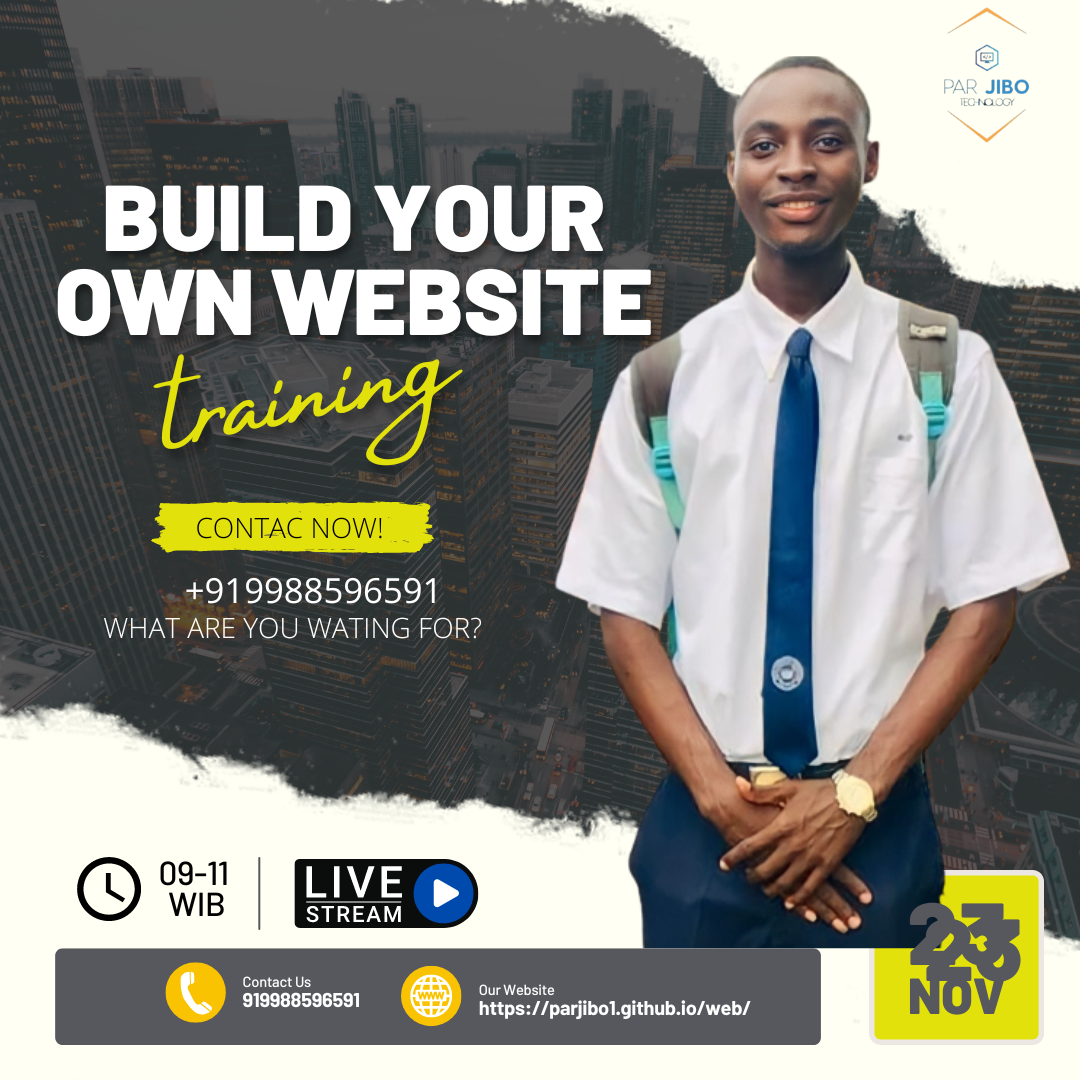 PAR JIBO
TECHNOLOGY
BUILD YOUR
OWN WEBSITE
training
CONTAC NOW!
+919988596591
WHAT ARE YOU WATING FOR?
09-11
WIB
LIVE
STREAM
Contact Us
919988596591
WWW
Our Website
https://parjibo1.github.io/web/
NOV